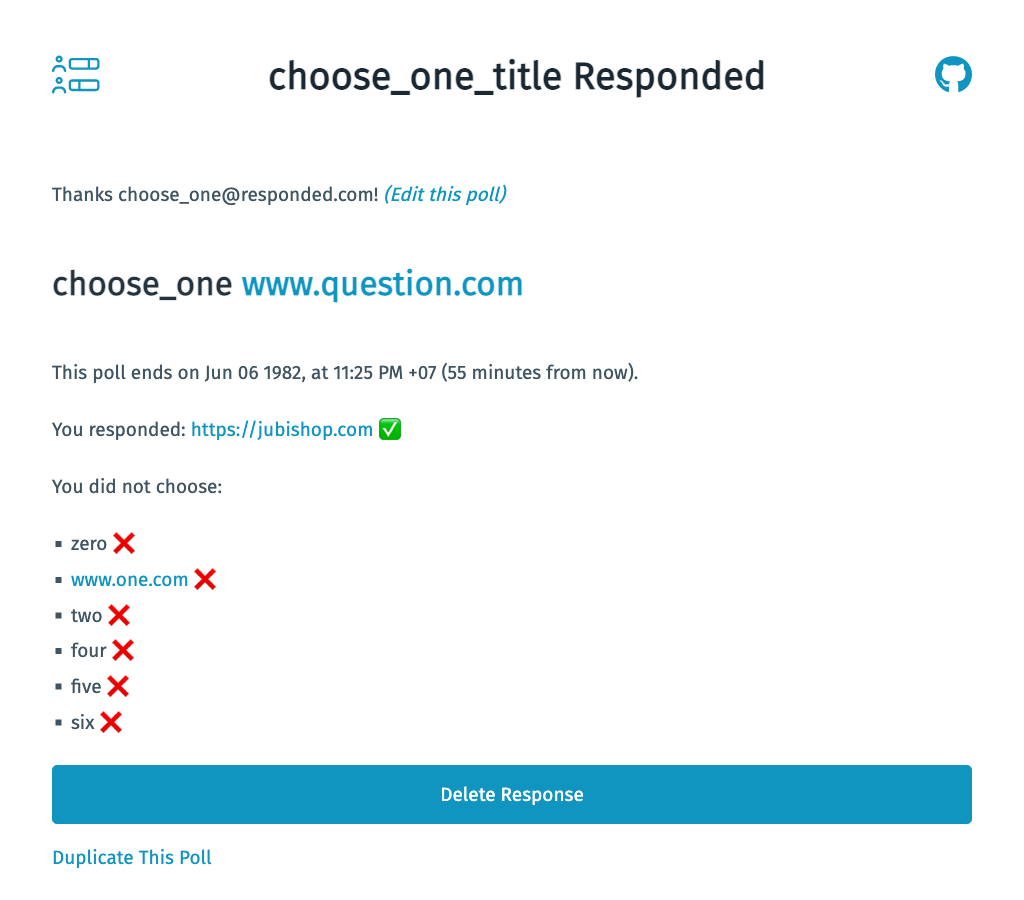 choose_one_title Responded
Thanks choose_one@responded.com! (Edit this poll)
choose_one www.question.com
This poll ends on Jun 06 1982, at 11:25 PM +07 (55 minutes from now).
You responded: https://jubishop.com ✅
You did not choose:
▪ zero ❌
▪ www.one.com ❌
▪ two ❌
▪ four ❌
▪ five ❌
▪ six ❌
Delete Response
Duplicate This Poll